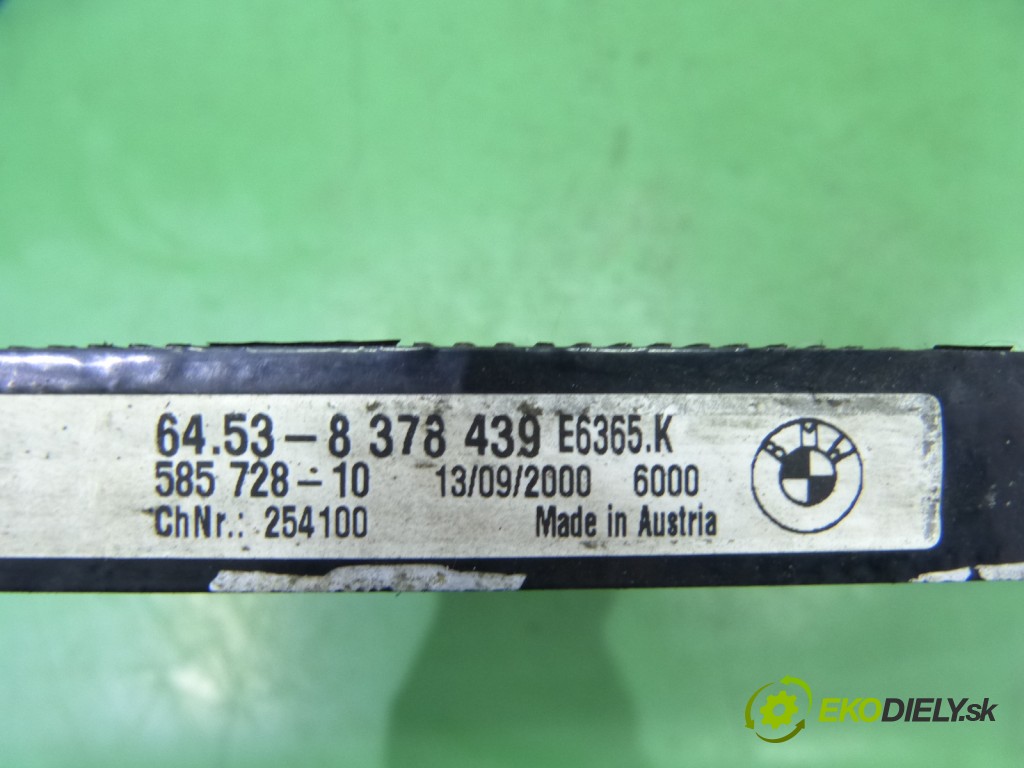 64.53-8 378 439 E6365.K
585 728-10 13/09/2000 6000
ChNr.: 254100 Made in Austria
BMW
EKODIELY.sk